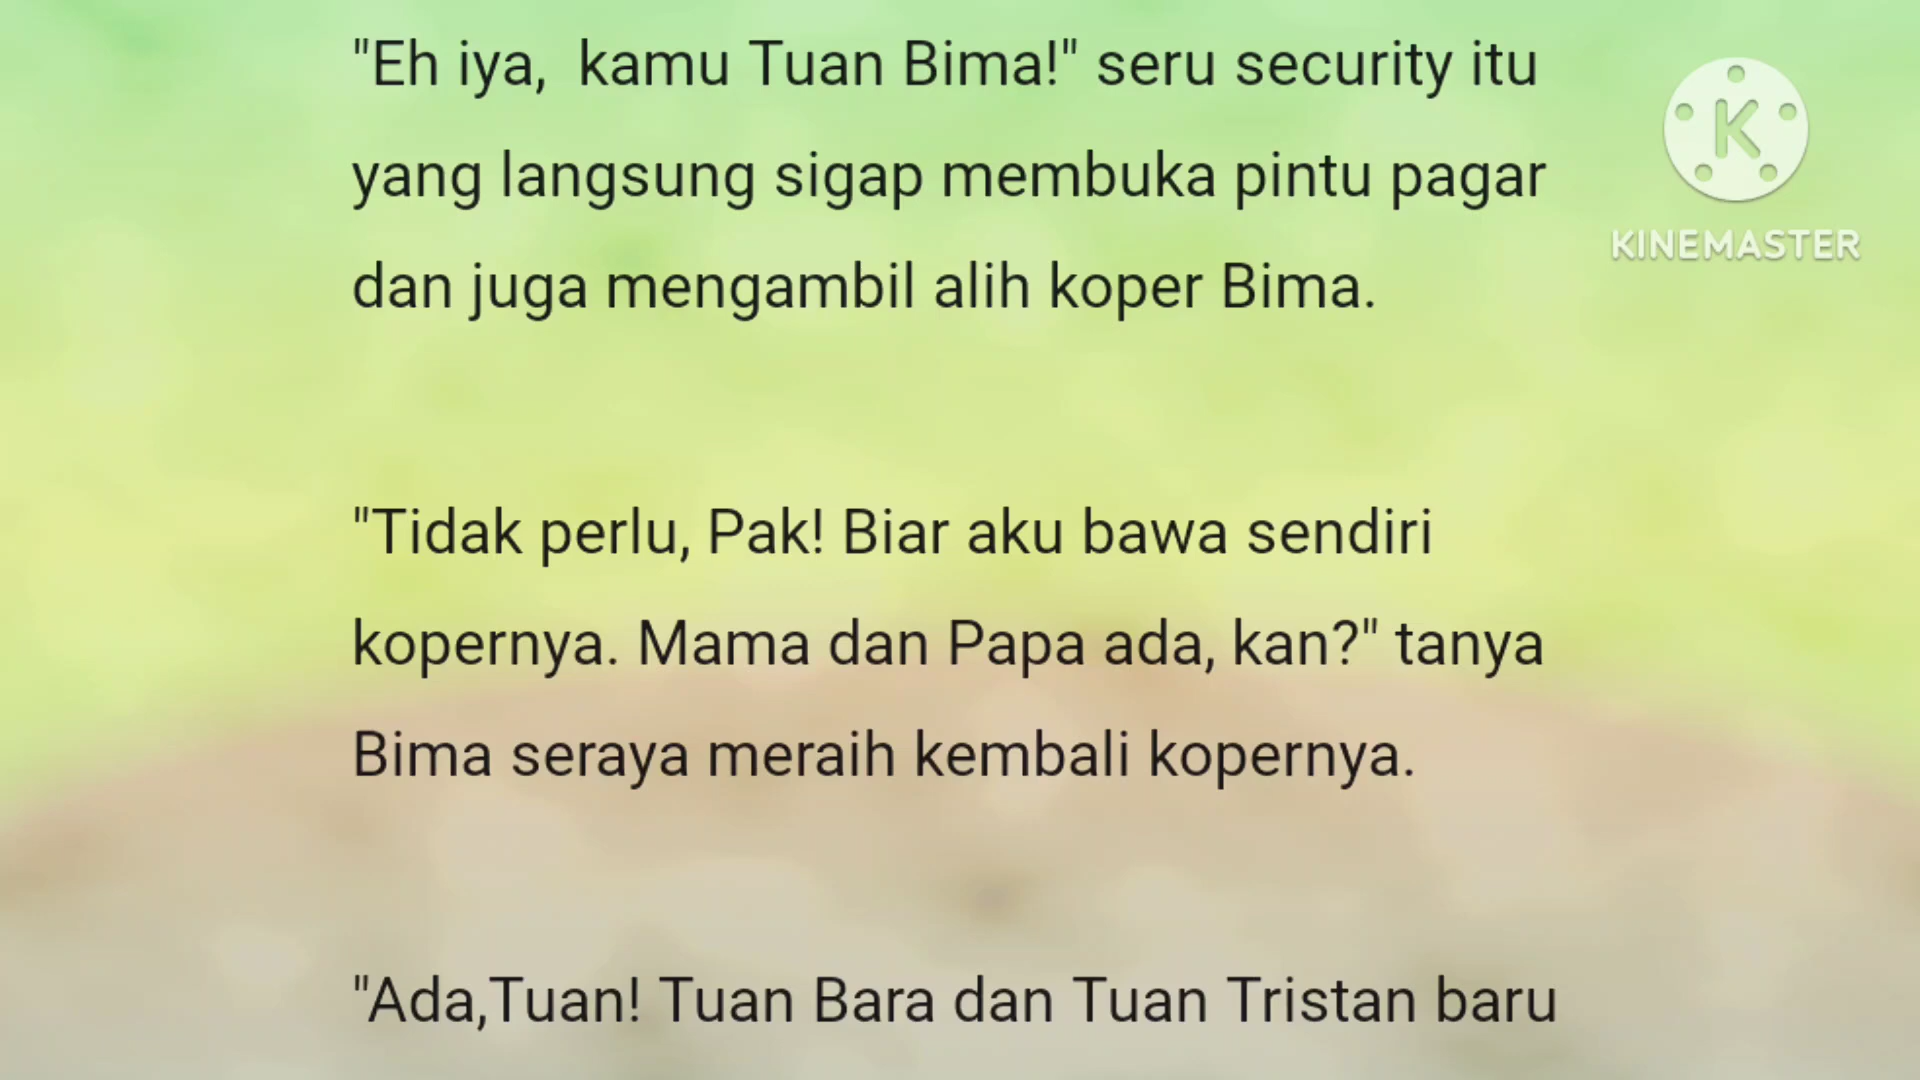 "Eh iya,  kamu Tuan Bima!" seru security itu
yang langsung sigap membuka pintu pagar
dan juga mengambil alih koper Bima.
"Tidak perlu, Pak! Biar aku bawa sendiri
kopernya. Mama dan Papa ada, kan?" tanya
Bima seraya meraih kembali kopernya.
"Ada,Tuan! Tuan Bara dan Tuan Tristan baru
K
KINEMASTER